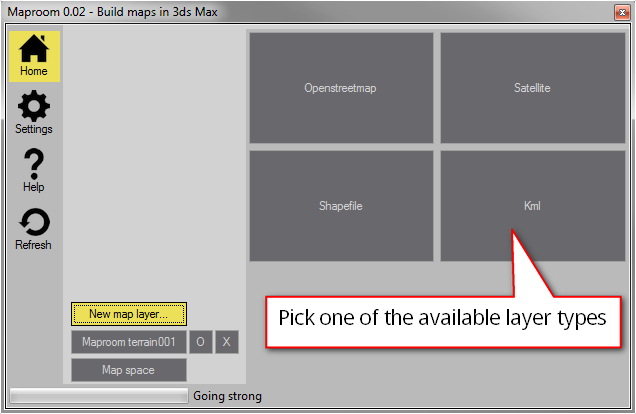 Maproom 0.02 - Build maps in 3ds Max
x
Home
Settings
Help
Refresh
Openstreetmap
Satellite
Shapefile
Kml
Pick one of the available layer types
New map layer...
Maproom terrain001 O X
Map space
Going strong